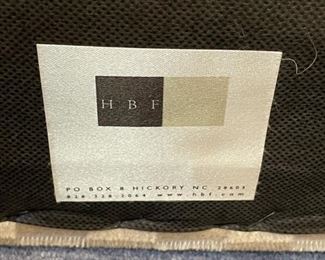 H B F
PO BOX 8 HICKORY NC 28603
828-328-2064 www.hbf.com